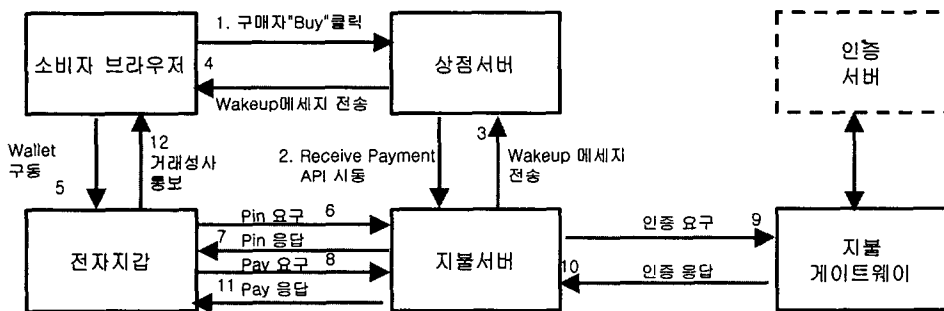 1. 구매자"Buy"클릭
소비자 브라우저
4
상점서버
인증
서버
Wakeup메세지 전송
Wallet
구동
5
12
거래성사
통보
2. Receive Payment
API 시동
3
Wakeup 메세지
전송
Pin 요구 6
7 Pin 응답
Pay 요구 8
11 Pay 응답
전자지갑
지불서버
인증 요구 9
10 인증 응답
지불
게이트웨이